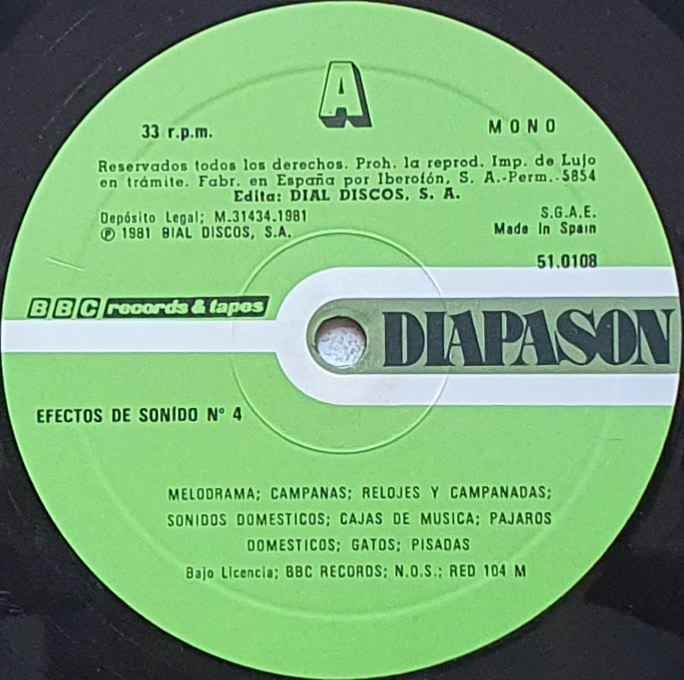 A
33 r.p.m.
MONO
Reservados todos los derechos. Proh. la reprod. Imp. de Lujo
en trámite. Fabr. en España por Iberofón, S. A.-Perm.-5854
Edita: DIAL DISCOS, S. A.
Depósito Legal; M.31434.1981
℗ 1981 DIAL DISCOS, S.A.
S.G.A.E.
Made In Spain
51.0108
BBC records & tapes
DIAPASON
EFECTOS DE SONÍDO Nº 4
MELODRAMA; CAMPANAS; RELOJES Y CAMPANADAS;
SONIDOS DOMESTICOS; CAJAS DE MUSICA; PAJAROS
DOMESTICOS; GATOS; PISADAS
Bajo Licencia; BBC RECORDS; N.O.S.; RED 104 M